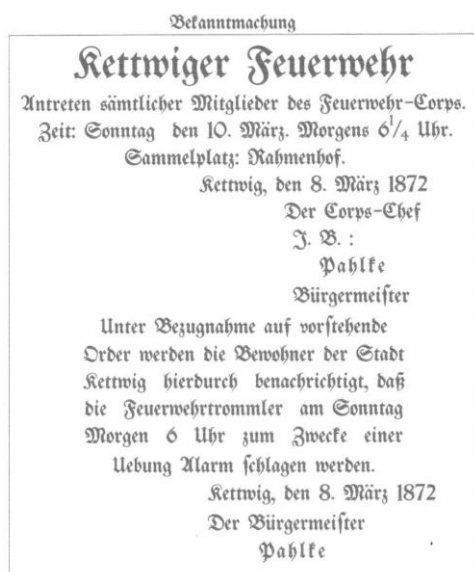 Bekanntmachung
Kettwiger Feuerwehr
Antreten sämtlicher Mitglieder des Feuerwehr-Corps.
Zeit: Sonntag den 10. März. Morgens 6 1/4 Uhr.
Sammelplatz: Rahmenhof.
Kettwig, den 8. März 1872
Der Corps-Chef
J. V. :
Pahlke
Bürgermeister
Unter Bezugnahme auf vorstehende
Order werden die Bewohner der Stadt
Kettwig hierdurch benachrichtigt, daß
die Feuerwehrtrommler am Sonntag
Morgen 6 Uhr zum Zwecke einer
Uebung Alarm schlagen werden.
Kettwig, den 8. März 1872
Der Bürgermeister
Pahlke